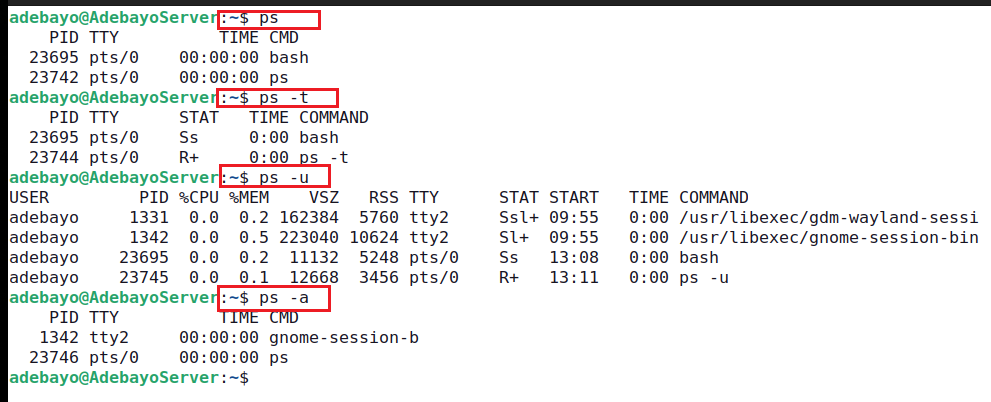 adebayo@AdebayoServer:~$ ps
    PID TTY          TIME CMD
  23695 pts/0    00:00:00 bash
  23742 pts/0    00:00:00 ps
adebayo@AdebayoServer:~$ ps -t
    PID TTY      STAT   TIME COMMAND
  23695 pts/0    Ss     0:00 bash
  23744 pts/0    R+     0:00 ps -t
adebayo@AdebayoServer:~$ ps -u
USER         PID %CPU %MEM    VSZ   RSS TTY      STAT START   TIME COMMAND
adebayo     1331  0.0  0.2 162384  5760 tty2     Ssl+ 09:55   0:00 /usr/libexec/gdm-wayland-sessi
adebayo     1342  0.0  0.5 223040 10624 tty2     Sl+  09:55   0:00 /usr/libexec/gnome-session-bin
adebayo    23695  0.0  0.2  11132  5248 pts/0    Ss   13:08   0:00 bash
adebayo    23745  0.0  0.1  12668  3456 pts/0    R+   13:11   0:00 ps -u
adebayo@AdebayoServer:~$ ps -a
    PID TTY          TIME CMD
   1342 tty2     00:00:00 gnome-session-b
  23746 pts/0    00:00:00 ps
adebayo@AdebayoServer:~$